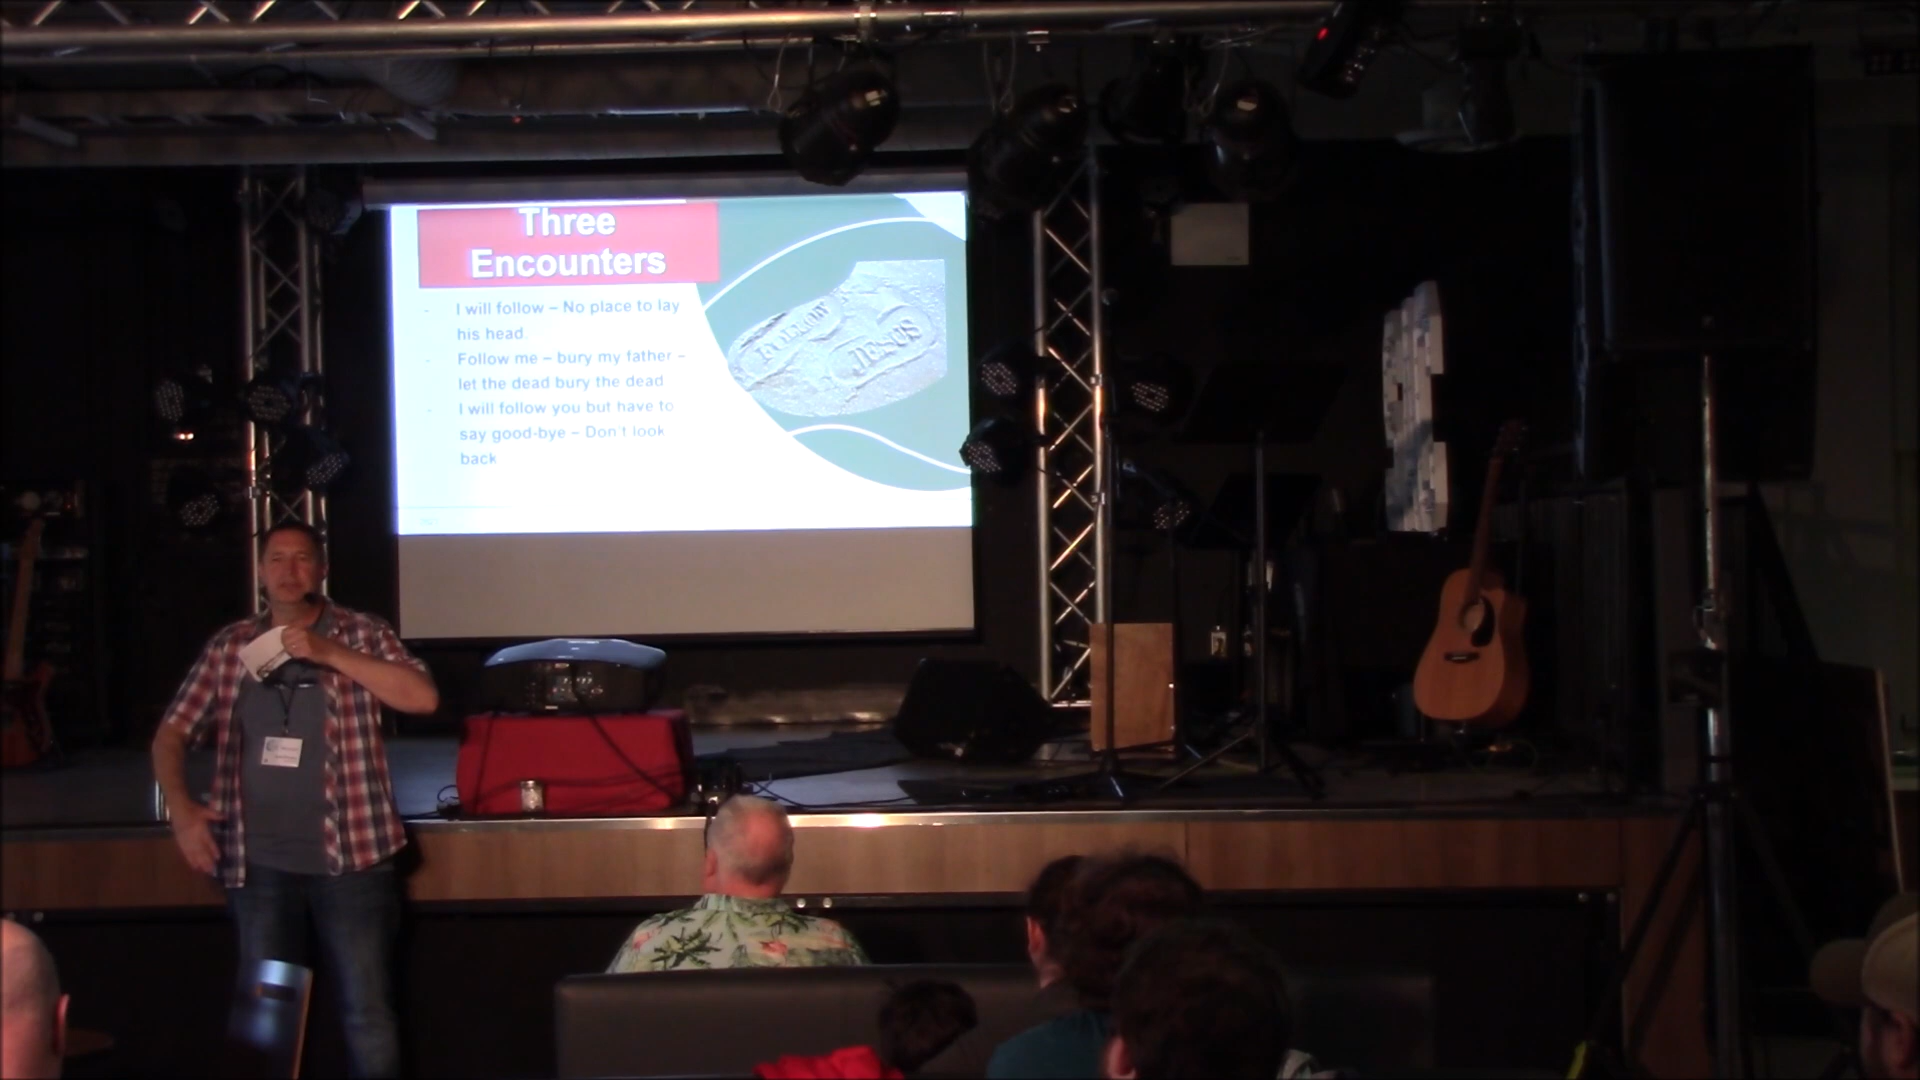 Three
Encounters
- I will follow – No place to lay
his head.
- Follow me – bury my father –
let the dead bury the dead
- I will follow you but have to
say good-bye – Don't look
back
I FOLLOW
JESUS